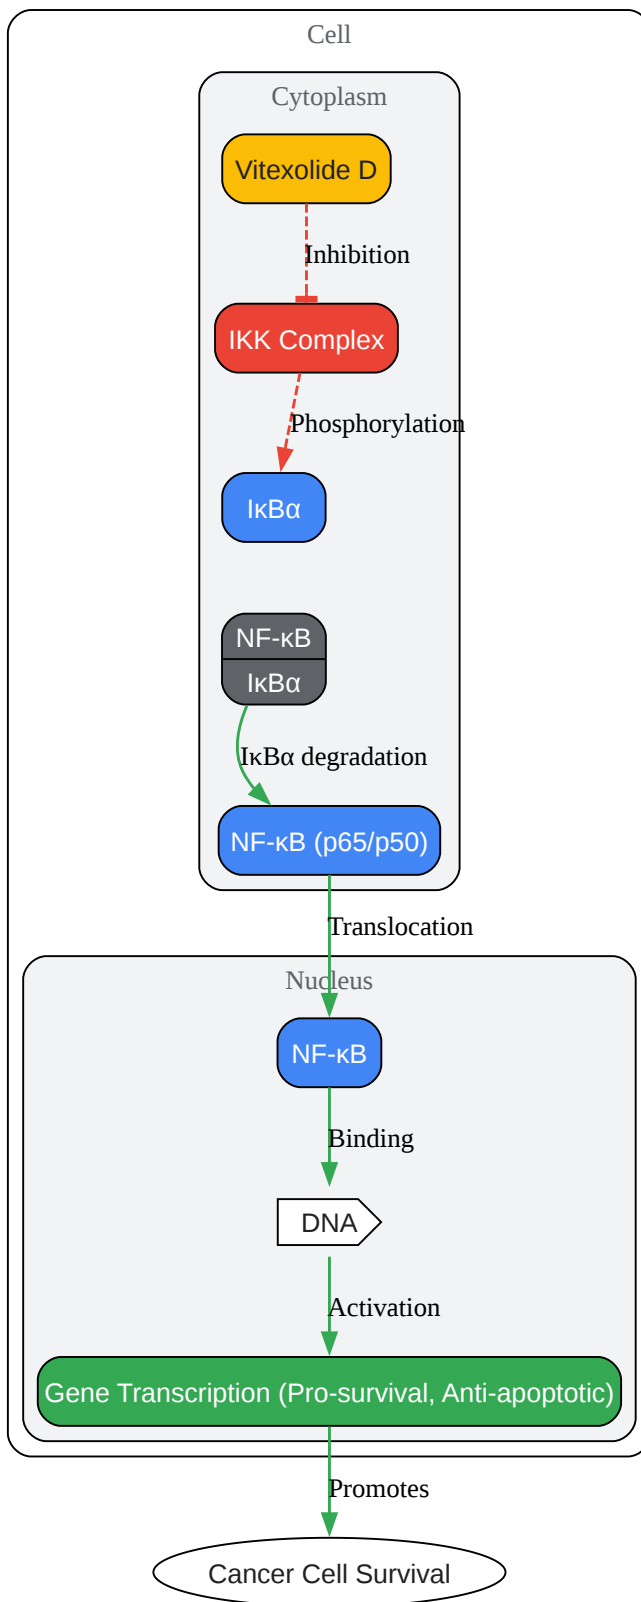 Cell
Cytoplasm
Vitexolide D
Inhibition
IKK Complex
Phosphorylation
IκBα
NF-κB
IκBα
IκBα degradation
NF-κB (p65/p50)
Translocation
Nucleus
NF-κB
Binding
DNA
Activation
Gene Transcription (Pro-survival, Anti-apoptotic)
Promotes
Cancer Cell Survival